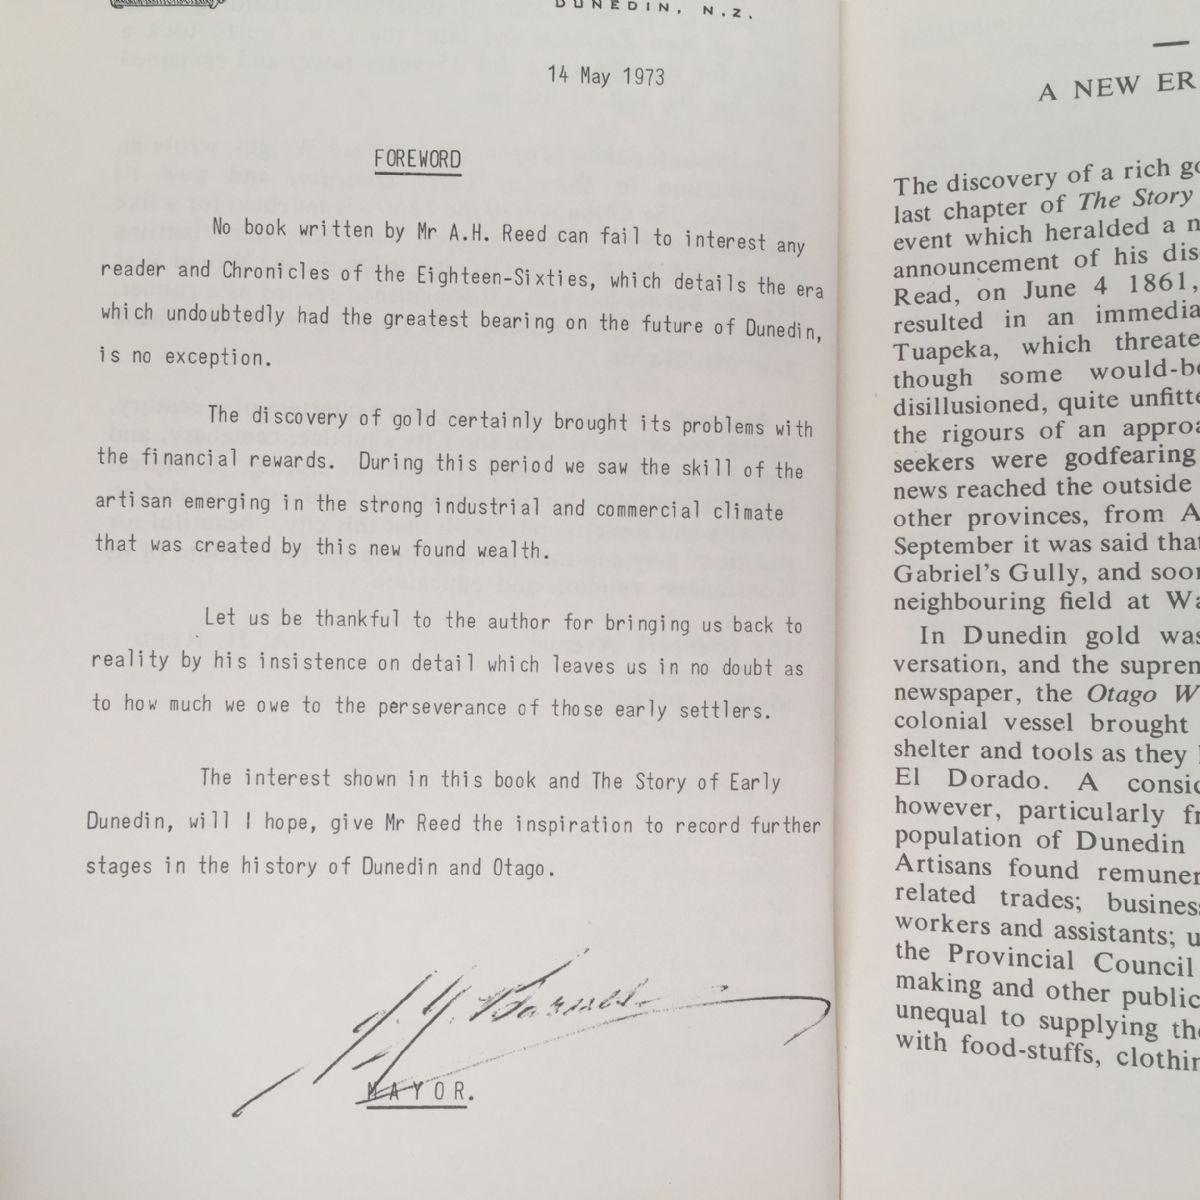 DUNEDIN, N.Z.
14 May 1973
FOREWORD
No book written by Mr A.H. Reed can fail to interest any
reader and Chronicles of the Eighteen-Sixties, which details the era
which undoubtedly had the greatest bearing on the future of Dunedin,
is no exception.
The discovery of gold certainly brought its problems with
the financial rewards. During this period we saw the skill of the
artisan emerging in the strong industrial and commercial climate
that was created by this new found wealth.
Let us be thankful to the author for bringing us back to
reality by his insistence on detail which leaves us in no doubt as
to how much we owe to the perseverance of those early settlers.
The interest shown in this book and The Story of Early
Dunedin, will I hope, give Mr Reed the inspiration to record further
stages in the history of Dunedin and Otago.
MAYOR.
A NEW ER
The discovery of a rich go
last chapter of The Story
event which heralded a n
announcement of his dis
Read, on June 4 1861,
resulted in an immedia
Tuapeka, which threate
though some would-be
disillusioned, quite unfitte
the rigours of an approa
seekers were godfearing
news reached the outside
other provinces, from A
September it was said that
Gabriel's Gully, and soon
neighbouring field at Wa
In Dunedin gold was
versation, and the suprem
newspaper, the Otago W
colonial vessel brought
shelter and tools as they
El Dorado. A consid
however, particularly fr
population of Dunedin
Artisans found remuner
related trades; business
workers and assistants; u
the Provincial Council
making and other public
unequal to supplying the
with food-stuffs, clothin